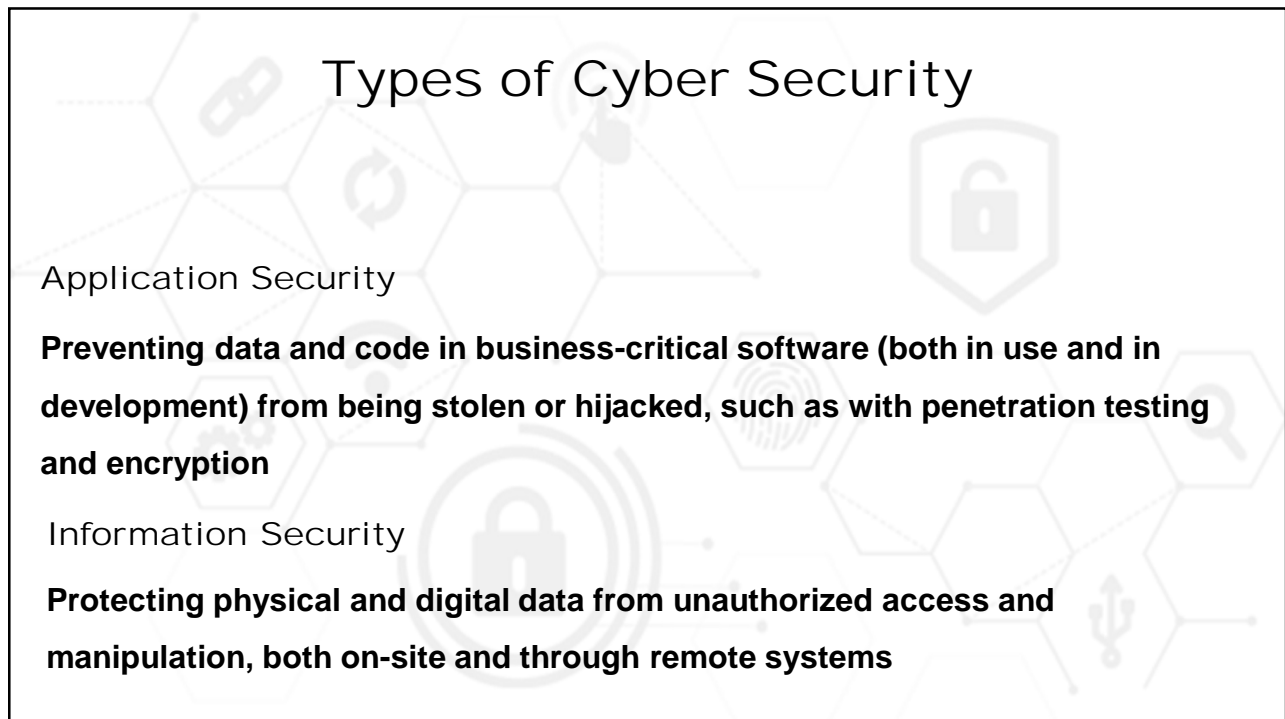 Types of Cyber Security
Application Security
Preventing data and code in business-critical software (both in use and in
development) from being stolen or hijacked, such as with penetration testing
and encryption
Information Security
Protecting physical and digital data from unauthorized access and
manipulation, both on-site and through remote systems